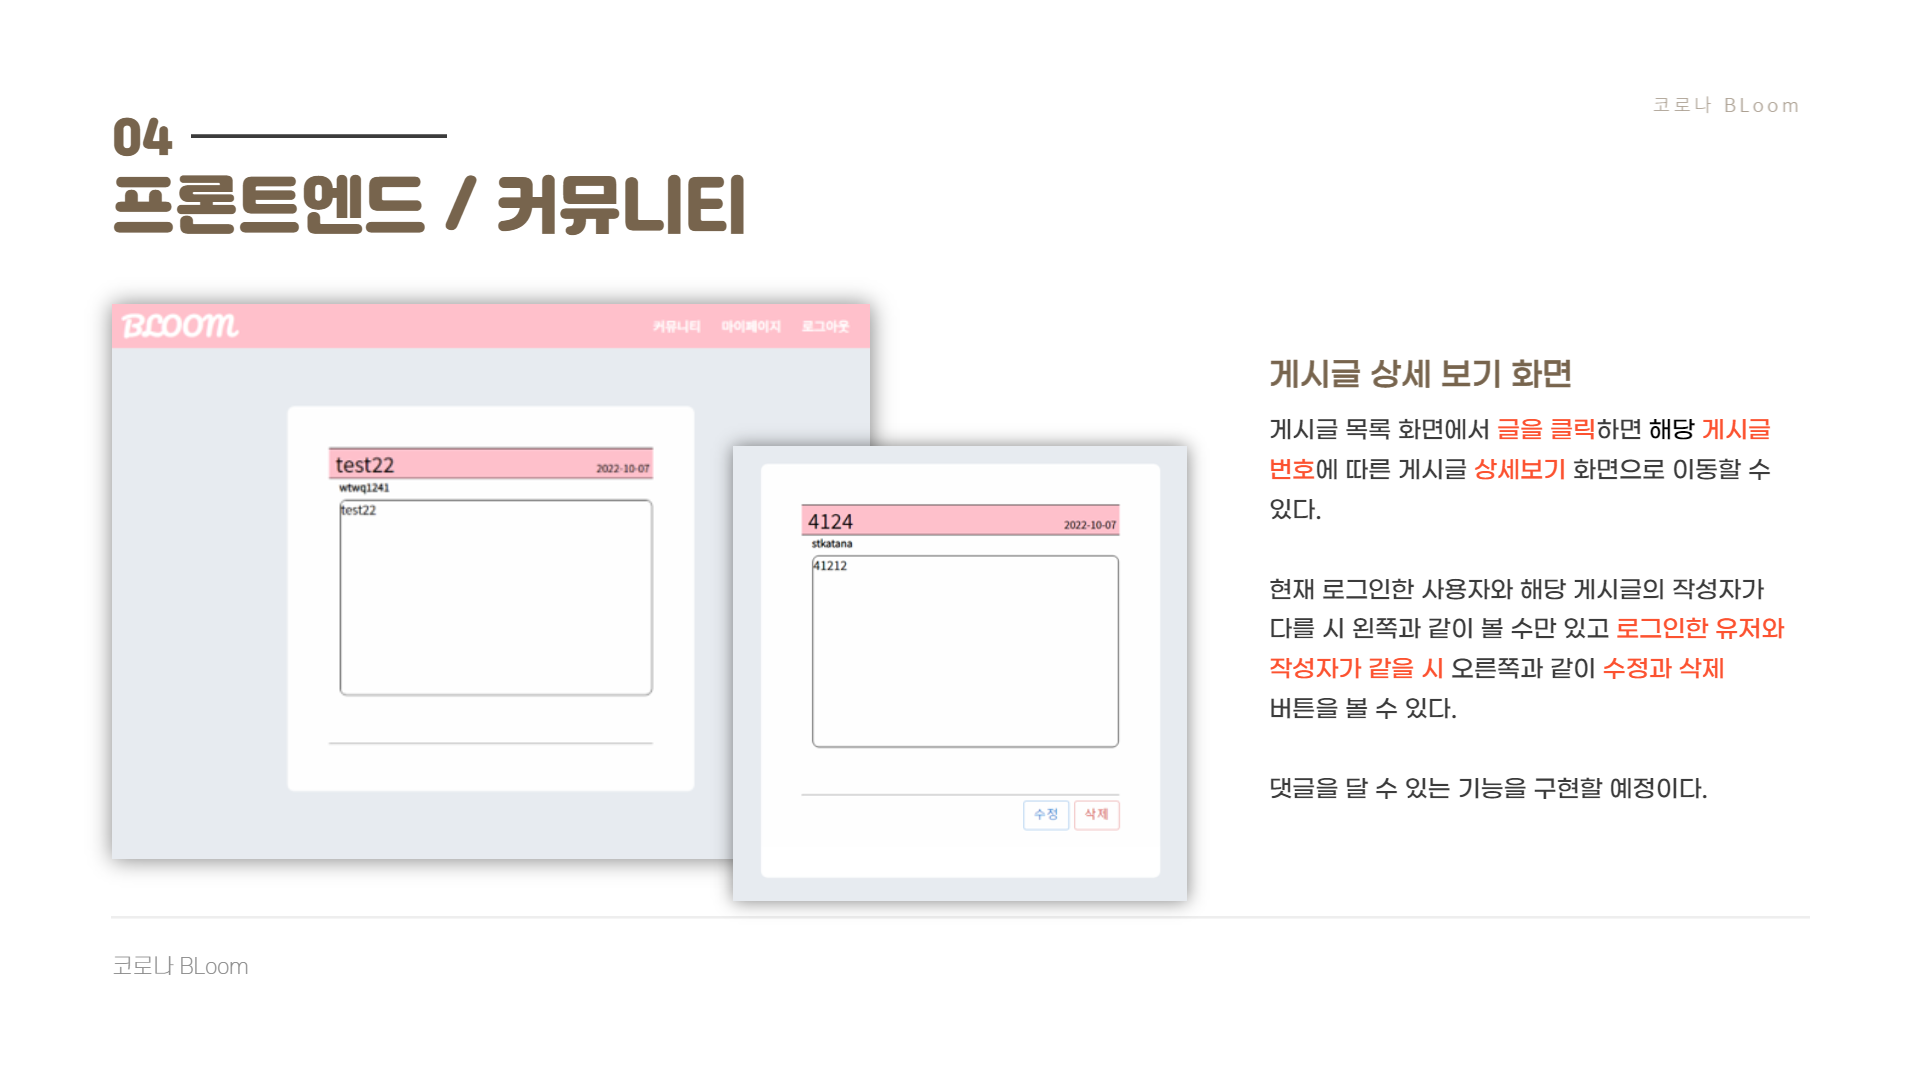 코로나 BLoom
04
프론트엔드 / 커뮤니티
BLOOM
커뮤니티 마이페이지 로그아웃
test22 2022-10-07
wtwq1241
test22
4124 2022-10-07
stkatana
41212
수정 삭제
게시글 상세 보기 화면
게시글 목록 화면에서 글을 클릭하면 해당 게시글
번호에 따른 게시글 상세보기 화면으로 이동할 수
있다.
현재 로그인한 사용자와 해당 게시글의 작성자가
다를 시 왼쪽과 같이 볼 수만 있고 로그인한 유저와
작성자가 같을 시 오른쪽과 같이 수정과 삭제
버튼을 볼 수 있다.
댓글을 달 수 있는 기능을 구현할 예정이다.
코로나 BLoom